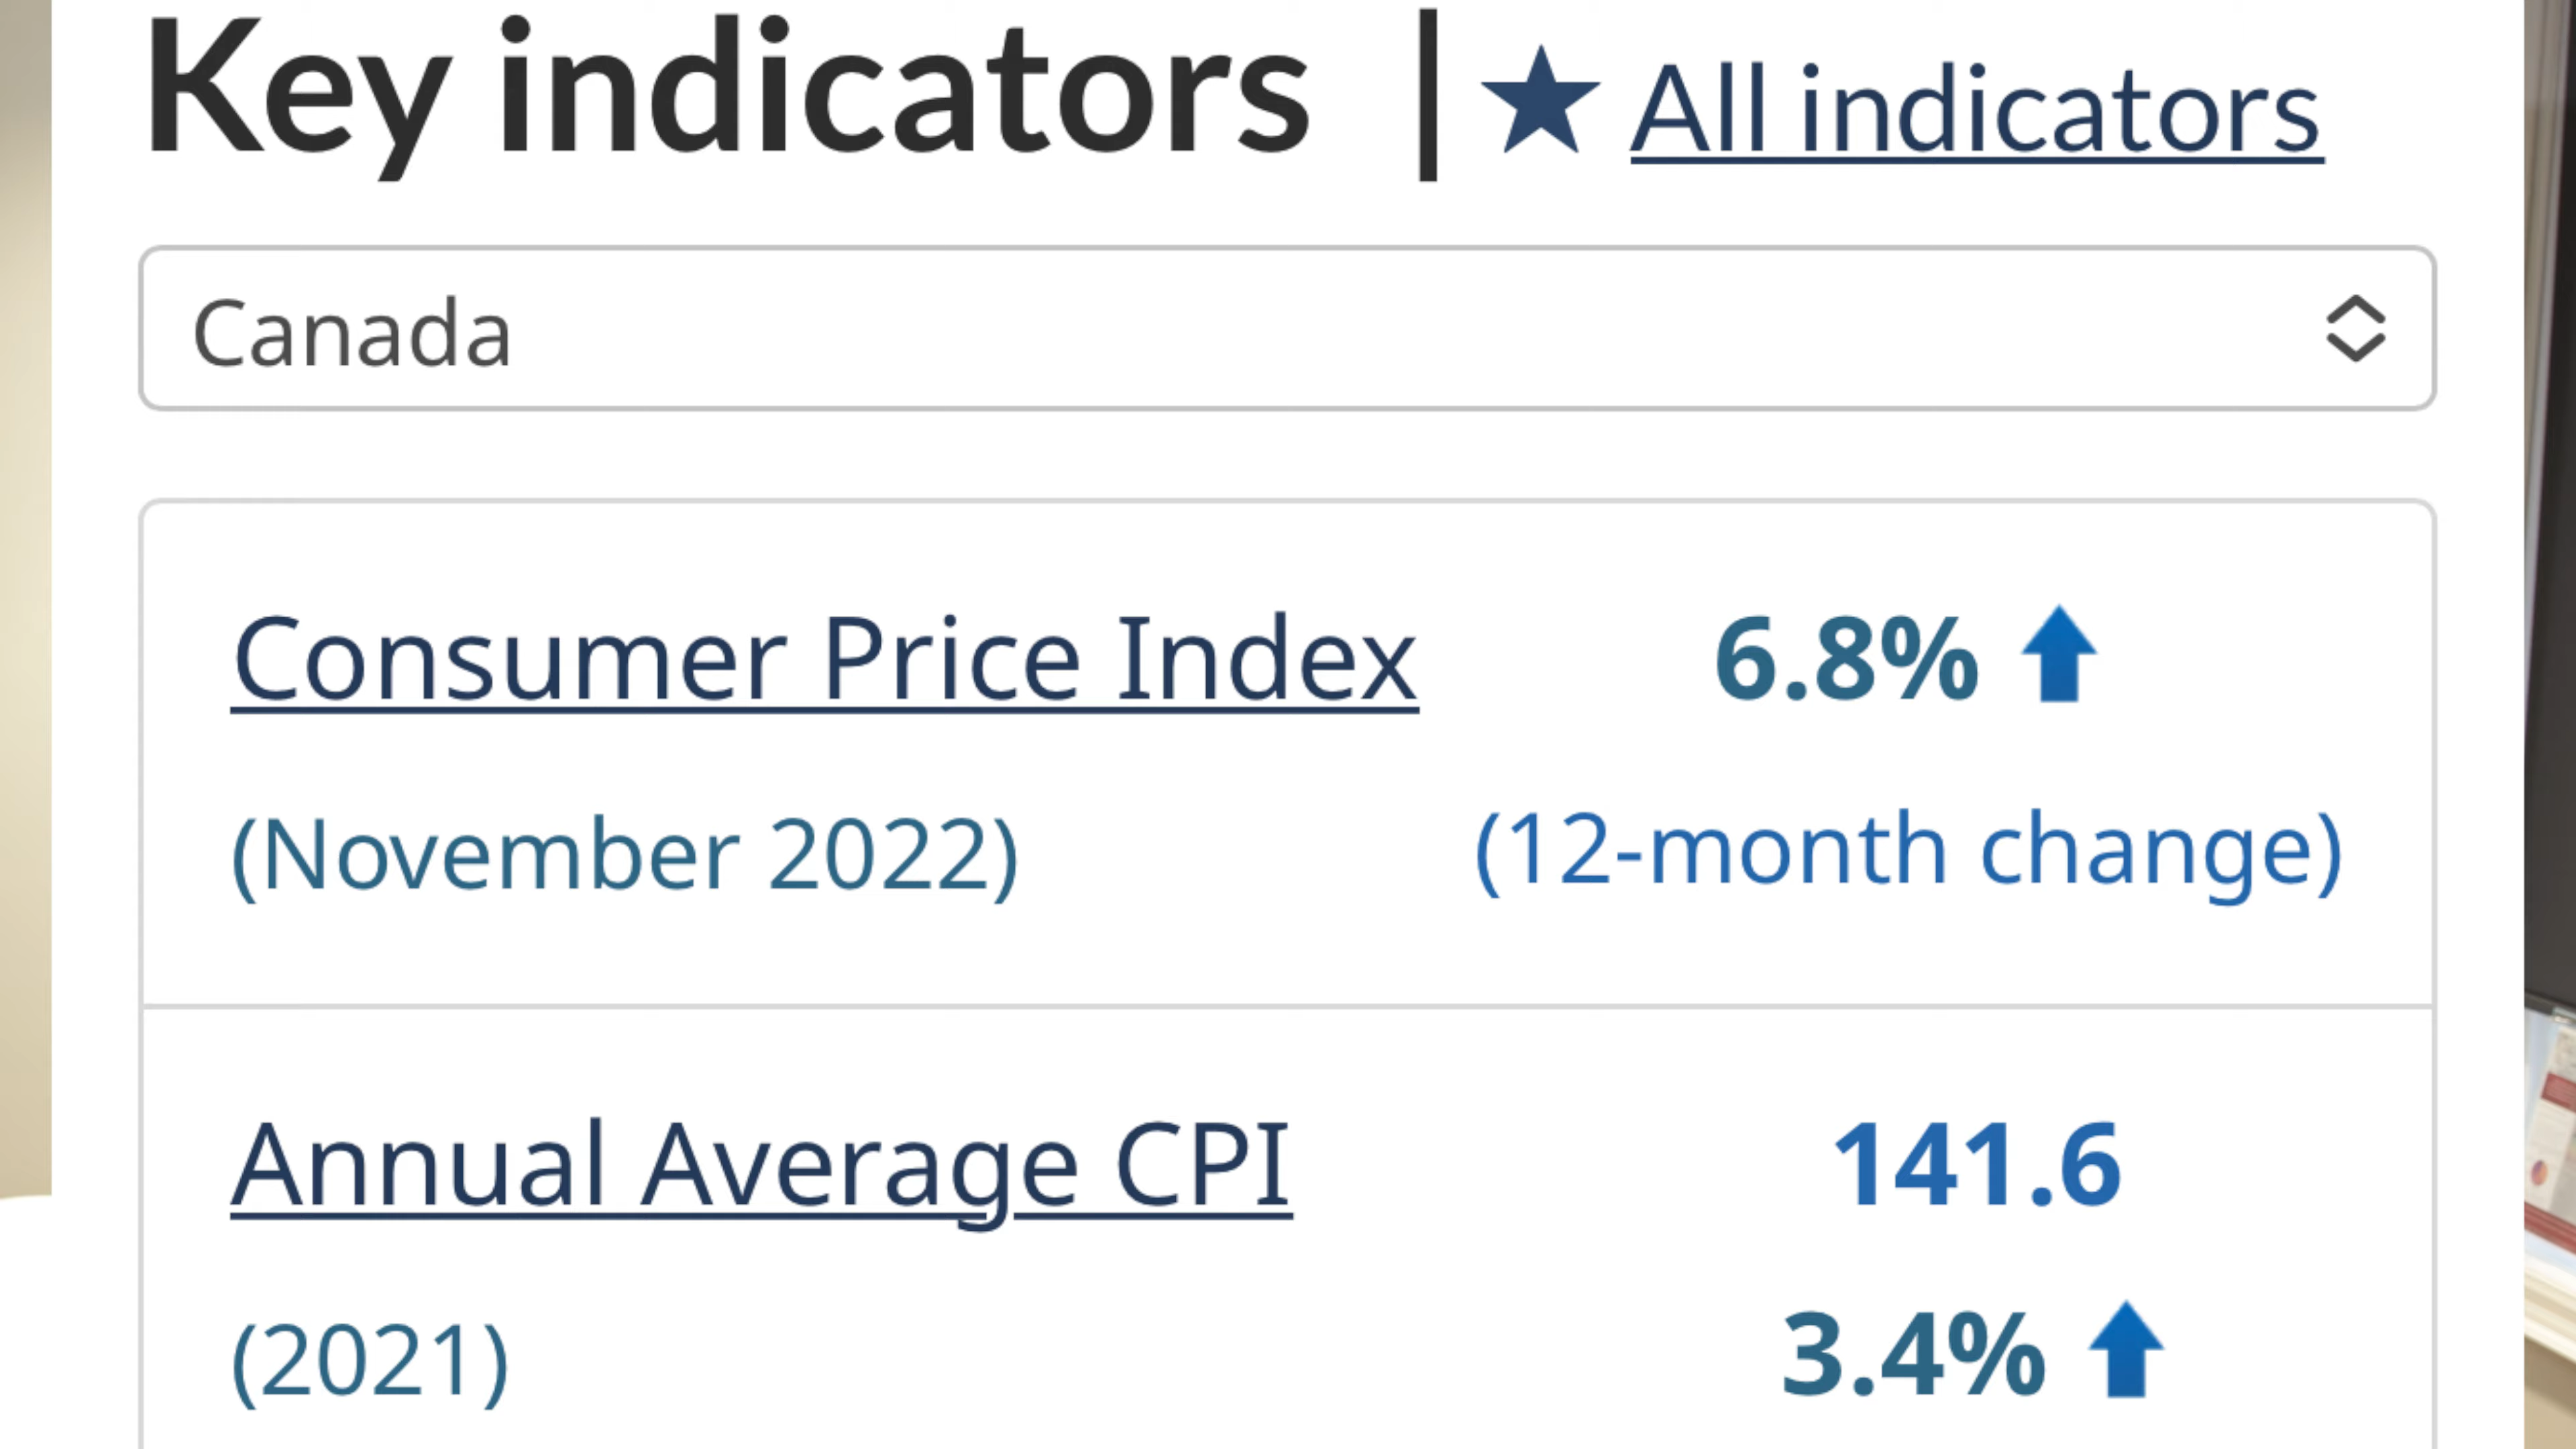 Key indicators | All indicators
Canada
Consumer Price Index 6.8%
(November 2022) (12-month change)
Annual Average CPI 141.6
(2021) 3.4%